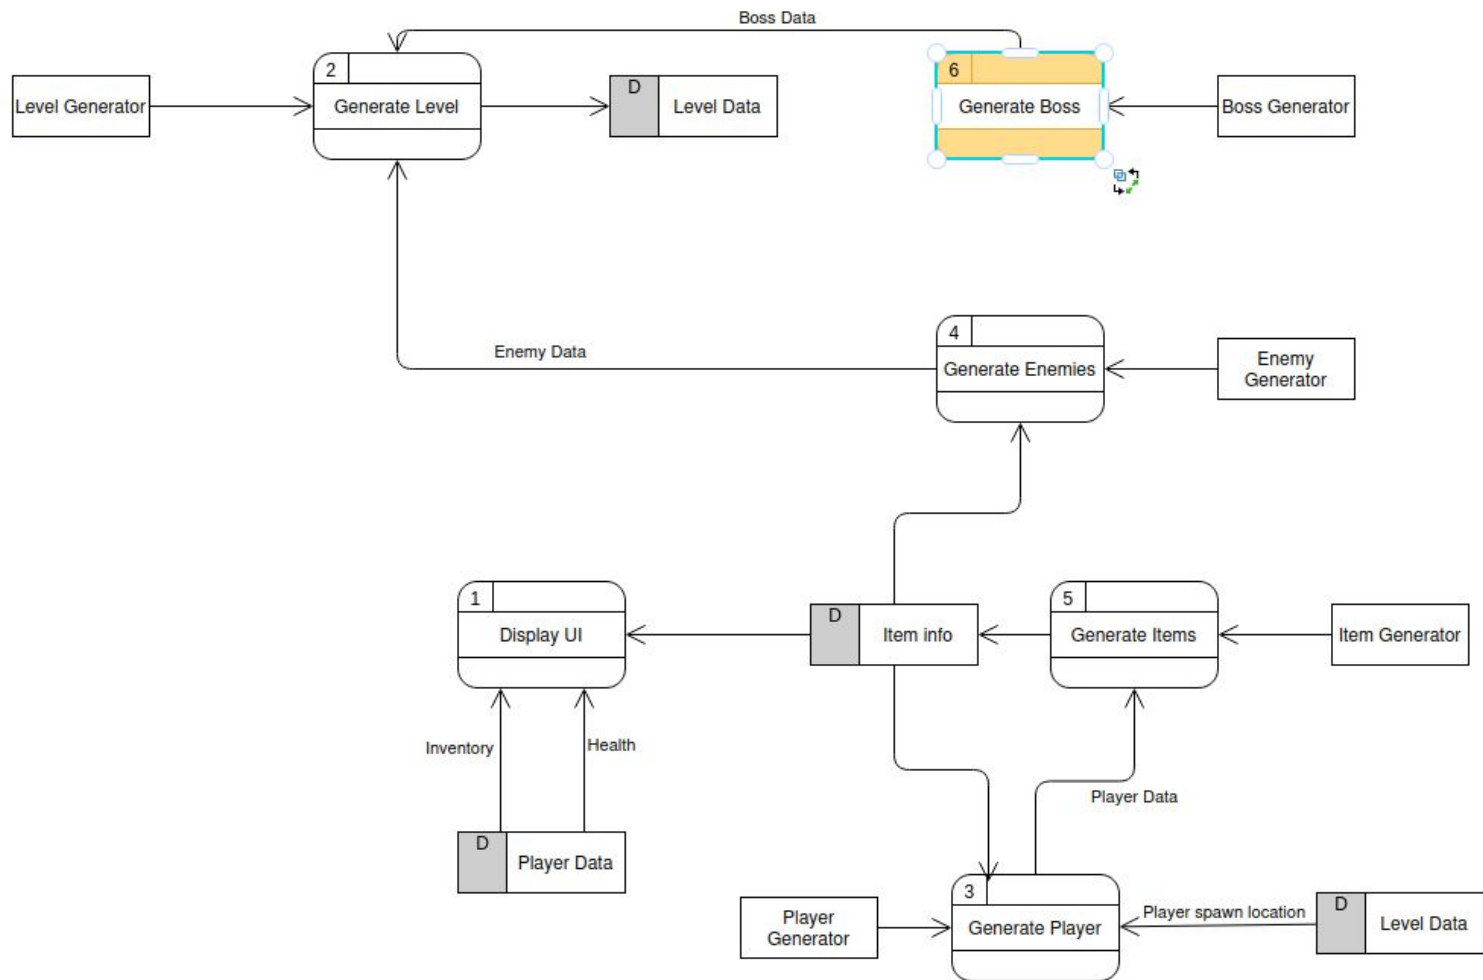 Boss Data
2
6
Level Generator
Generate Level
D
Level Data
Generate Boss
Boss Generator
4
Enemy Data
Generate Enemies
Enemy
Generator
1
D
5
Display UI
Item info
Generate Items
Item Generator
Inventory
Health
Player Data
D
Player Data
3
D
Player
Generator
Generate Player
Player spawn location
Level Data